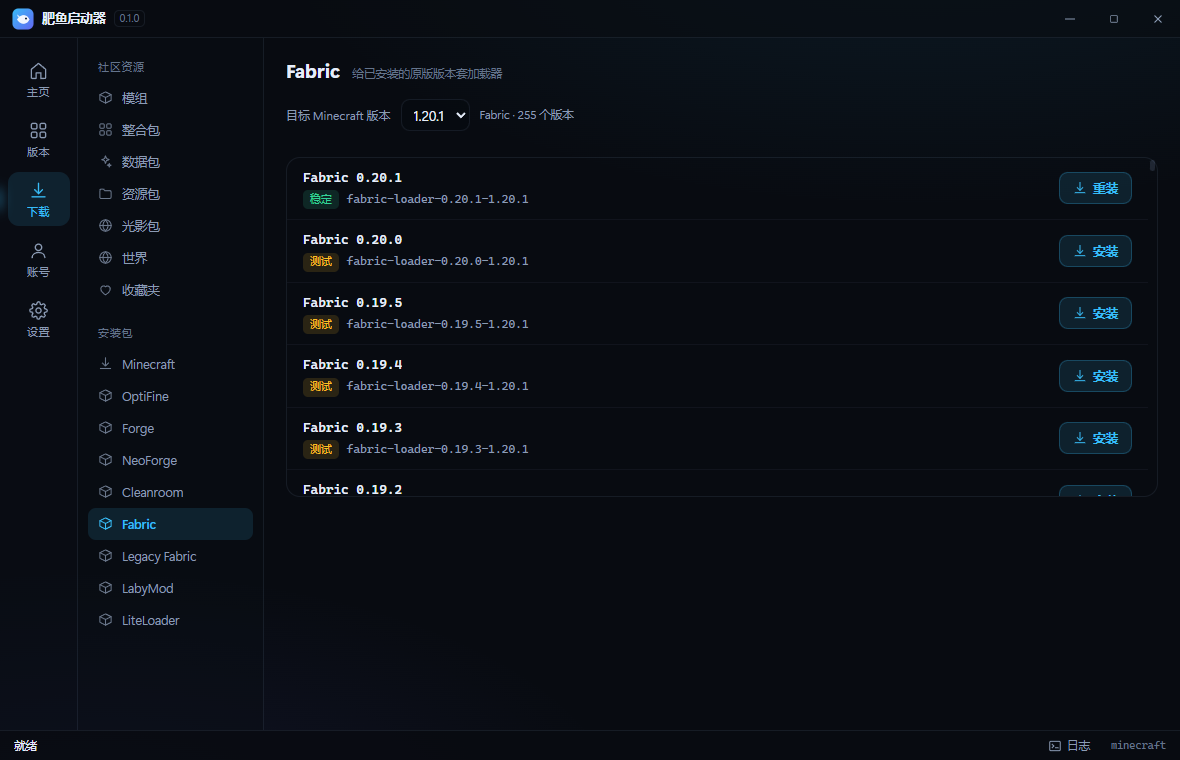 肥鱼启动器 0.1.0
主页
版本
下载
账号
设置
社区资源
模组
整合包
数据包
资源包
光影包
世界
收藏夹
安装包
Minecraft
OptiFine
Forge
NeoForge
Cleanroom
Fabric
Legacy Fabric
LabyMod
LiteLoader
Fabric 给已安装的原版版本套加载器
目标 Minecraft 版本 1.20.1 Fabric · 255 个版本
Fabric 0.20.1
稳定 fabric-loader-0.20.1-1.20.1
重装
Fabric 0.20.0
测试 fabric-loader-0.20.0-1.20.1
安装
Fabric 0.19.5
测试 fabric-loader-0.19.5-1.20.1
安装
Fabric 0.19.4
测试 fabric-loader-0.19.4-1.20.1
安装
Fabric 0.19.3
测试 fabric-loader-0.19.3-1.20.1
安装
Fabric 0.19.2
就绪
日志 minecraft